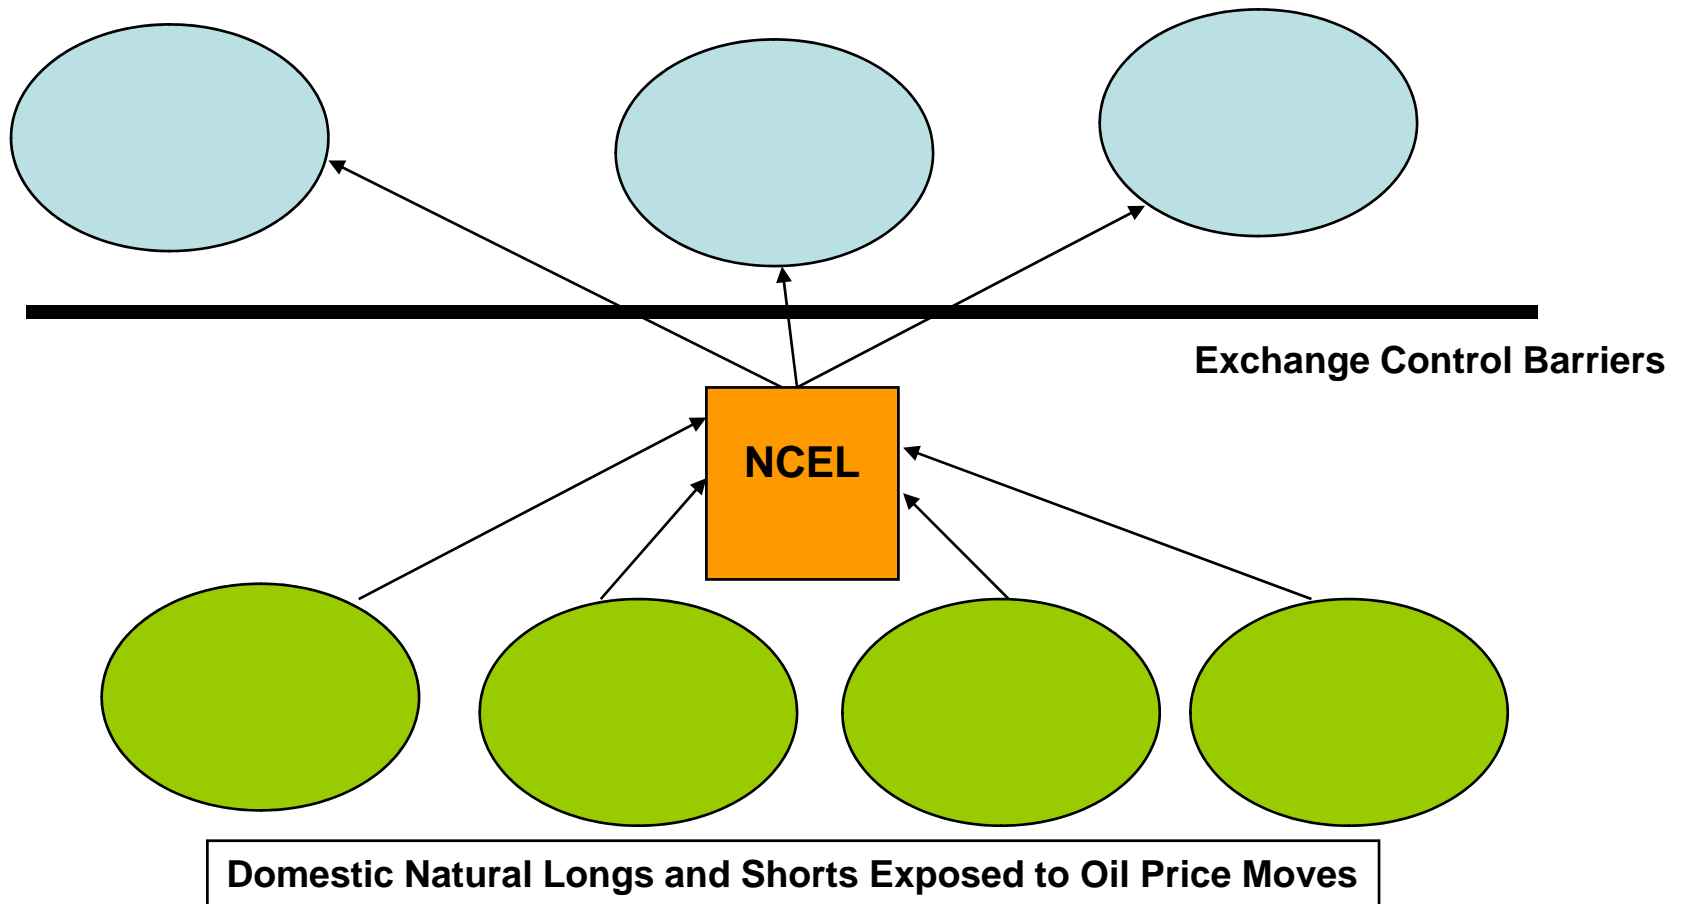 Exchange Control Barriers
NCEL
Domestic Natural Longs and Shorts Exposed to Oil Price Moves